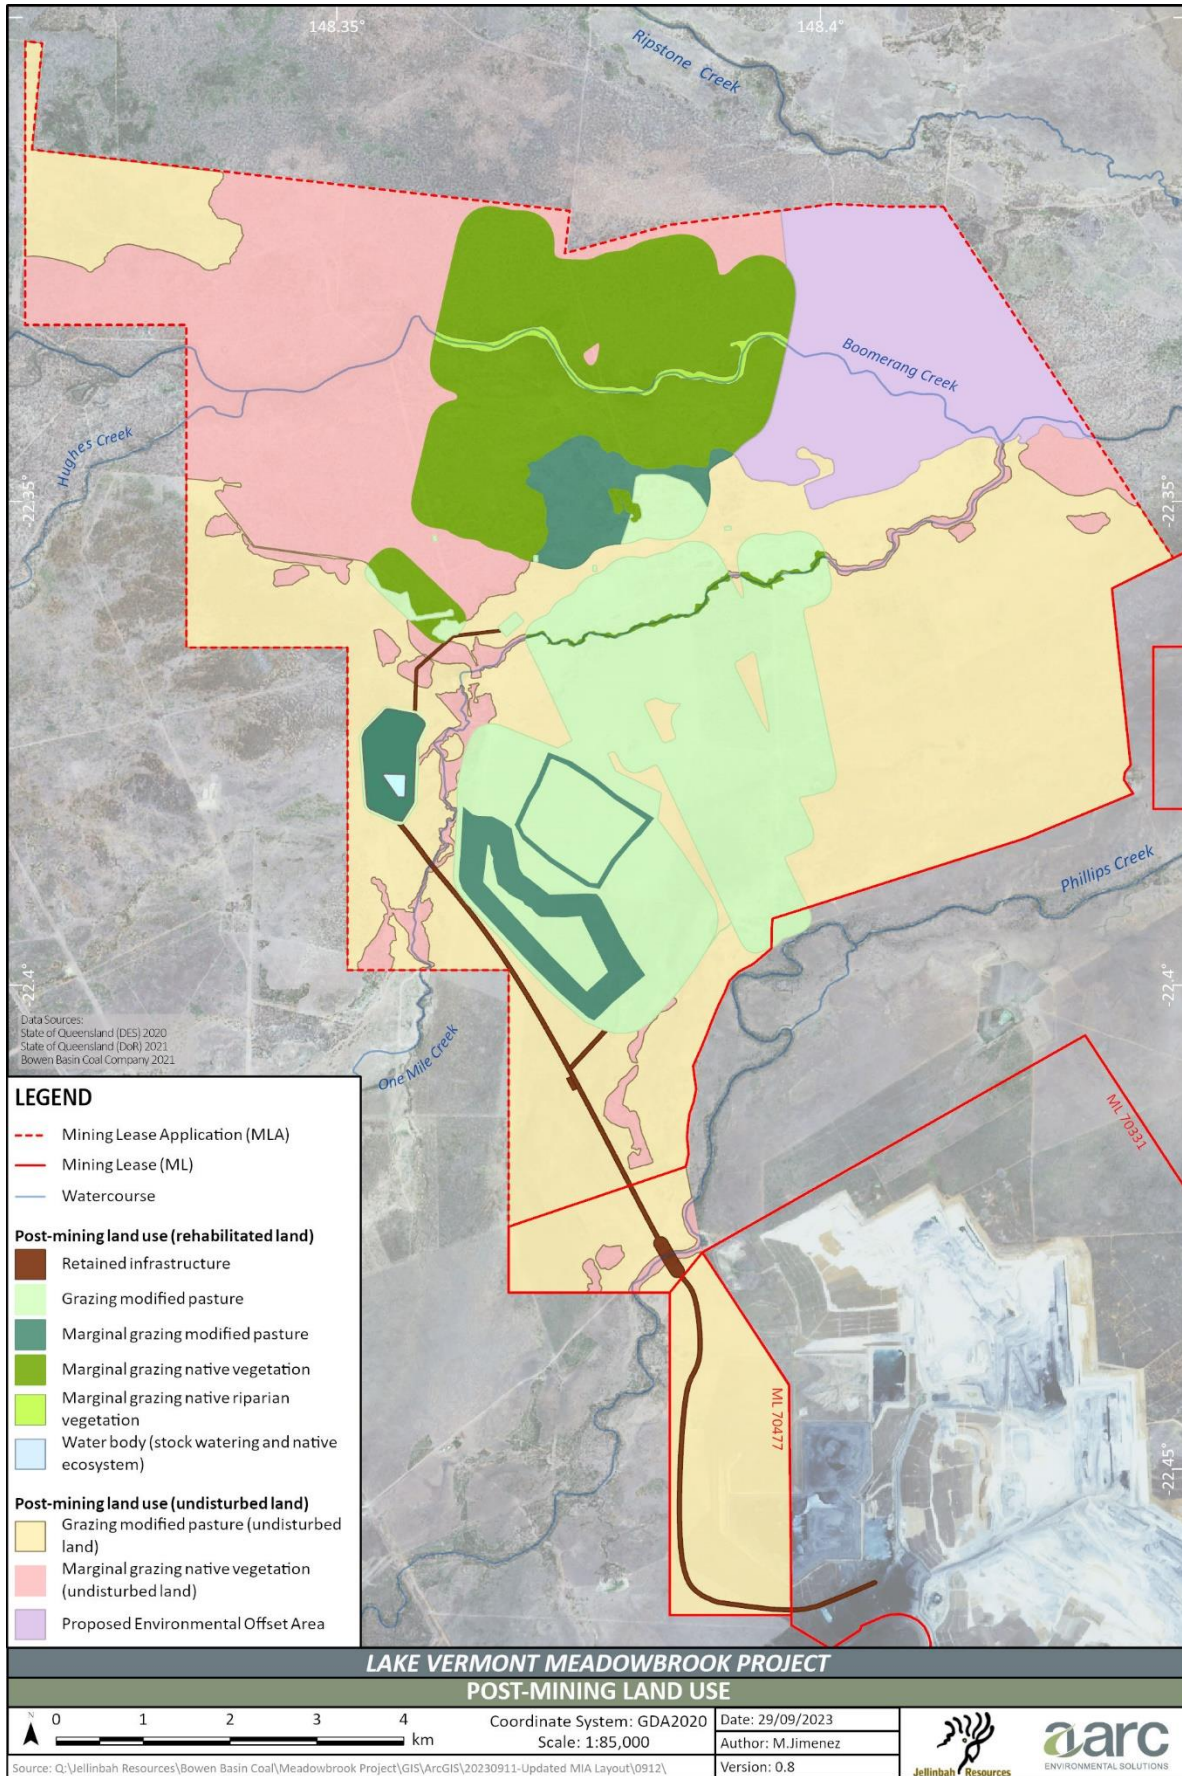 148.35°
148.4°
Ripstone Creek
Boomerang Creek
Hughes Creek
-22.35°
-22.35°
Phillips Creek
-22.4°
-22.4°
Data Sources:
State of Queensland (DES) 2020
State of Queensland (DoR) 2021
Bowen Basin Coal Company 2021
One Mile Creek
ML 70331
ML 70477
-22.45°
LEGEND
Mining Lease Application (MLA)
Mining Lease (ML)
Watercourse
Post-mining land use (rehabilitated land)
Retained infrastructure
Grazing modified pasture
Marginal grazing modified pasture
Marginal grazing native vegetation
Marginal grazing native riparian
vegetation
Water body (stock watering and native
ecosystem)
Post-mining land use (undisturbed land)
Grazing modified pasture (undisturbed
land)
Marginal grazing native vegetation
(undisturbed land)
Proposed Environmental Offset Area
LAKE VERMONT MEADOWBROOK PROJECT
POST-MINING LAND USE
N
0 1 2 3 4
km
Coordinate System: GDA2020
Scale: 1:85,000
Date: 29/09/2023
Author: M.Jimenez
Version: 0.8
Source: Q:\Jellinbah Resources\Bowen Basin Coal\Meadowbrook Project\GIS\ArcGIS\20230911-Updated MIA Layout\0912\
Jellinbah Resources
aarc
ENVIRONMENTAL SOLUTIONS